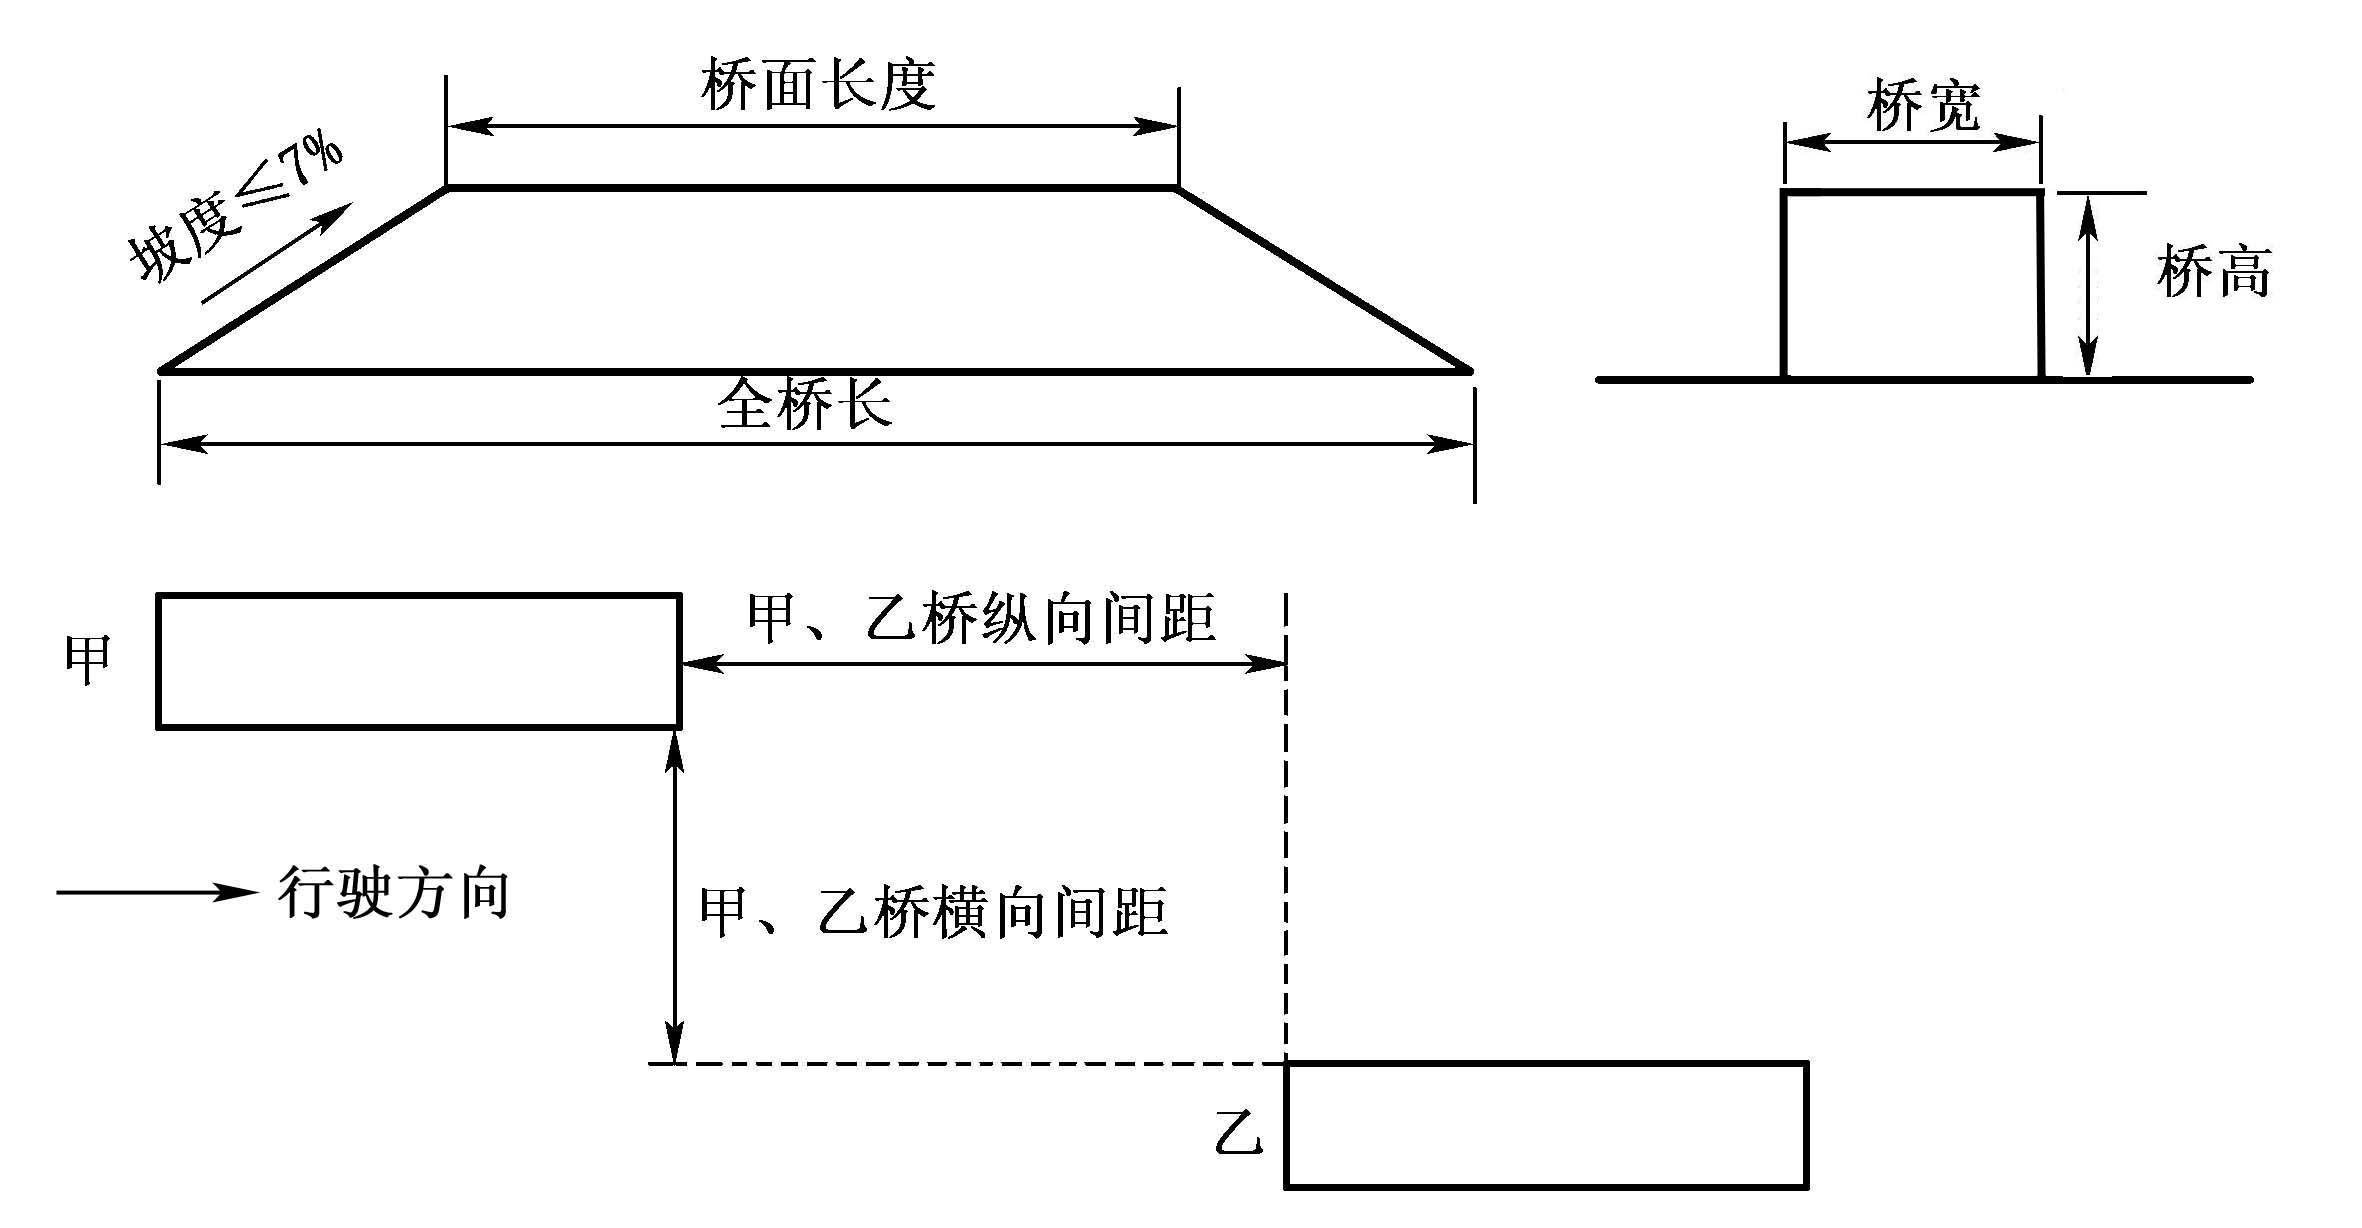 桥面长度
坡度≤7%
桥宽
桥高
全桥长
甲
甲、乙桥纵向间距
行驶方向
甲、乙桥横向间距
乙